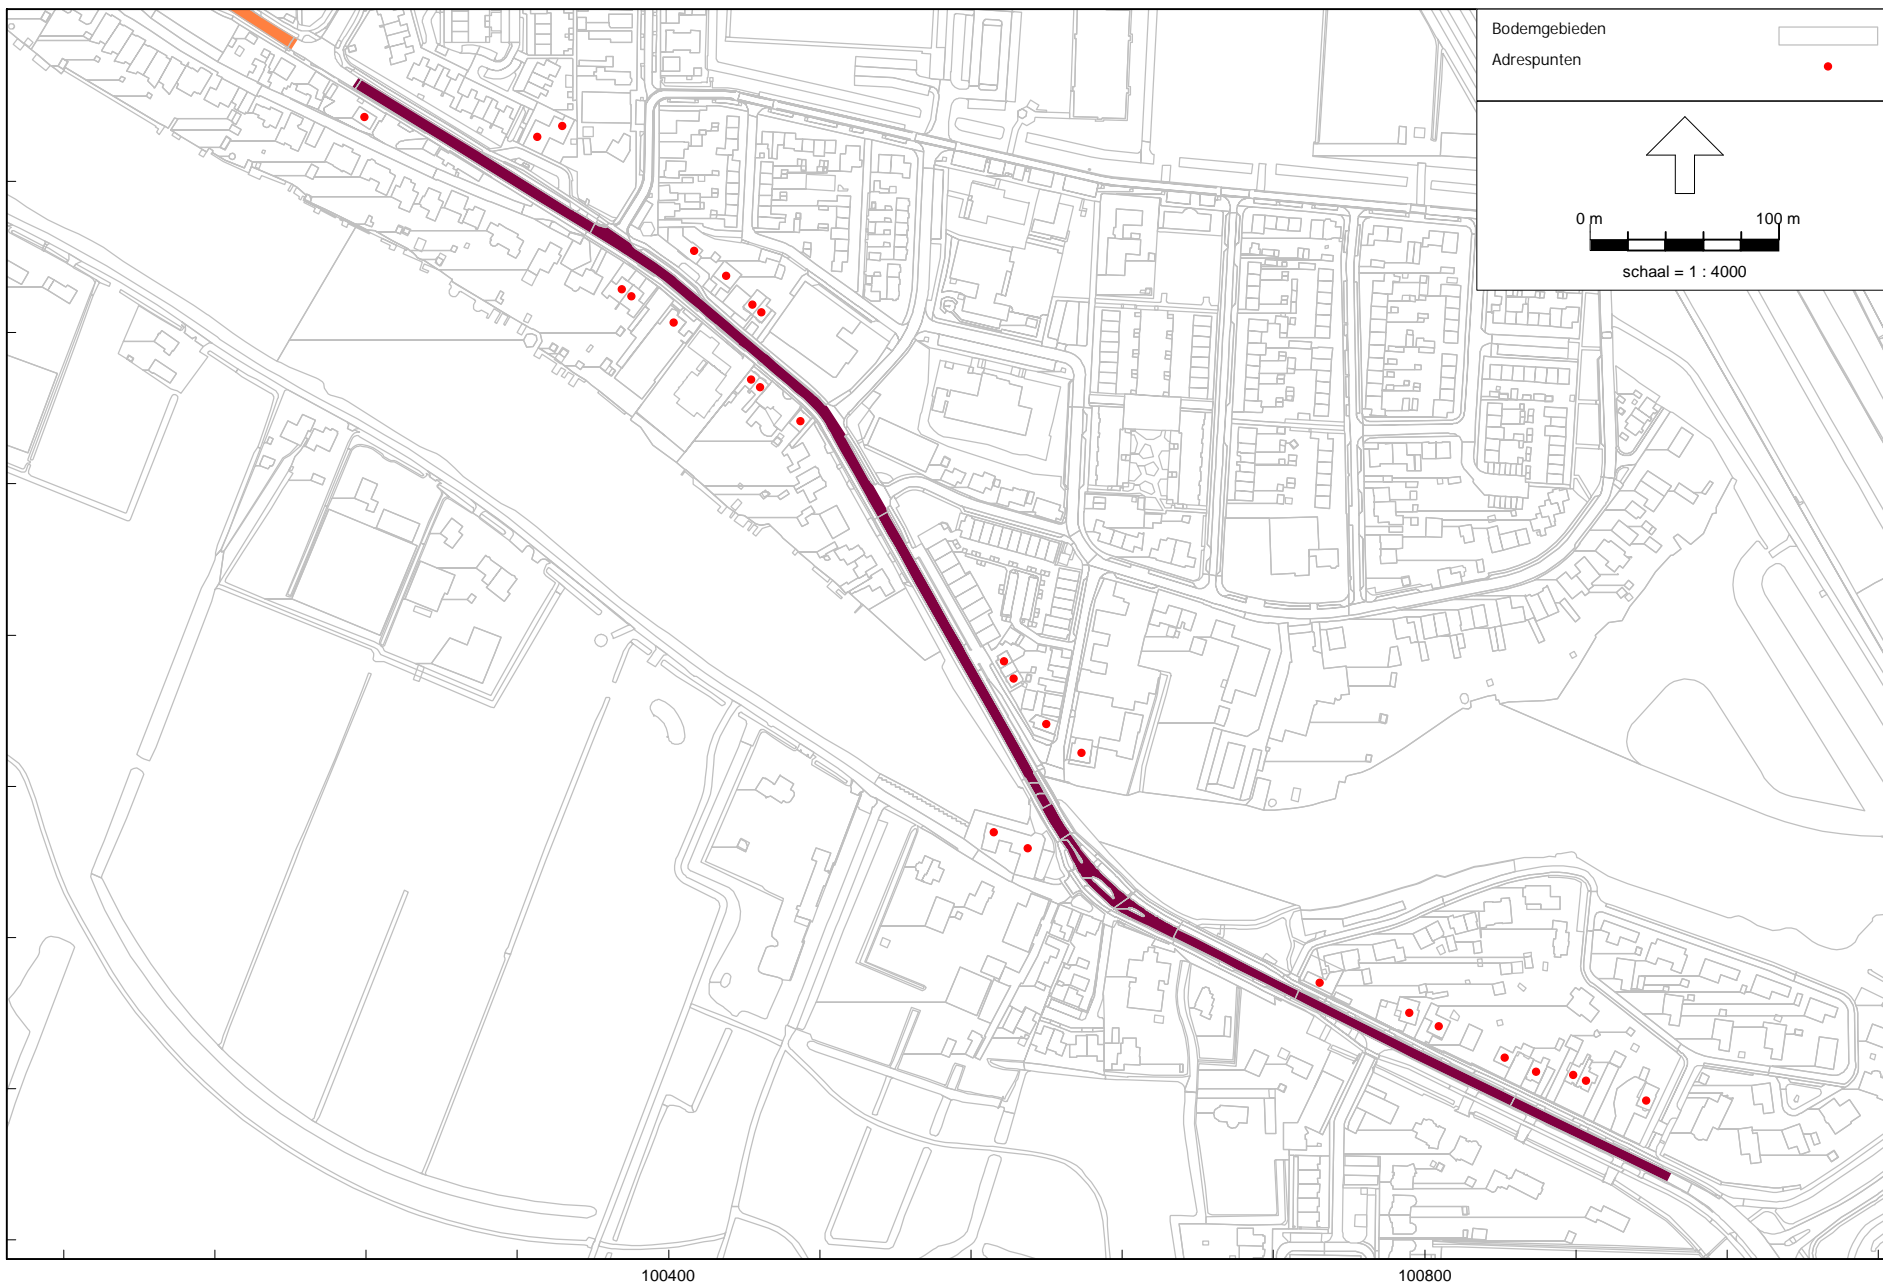 Bodemgebieden
Adrespunten
0 m 100 m
schaal = 1 : 4000
100400 100800